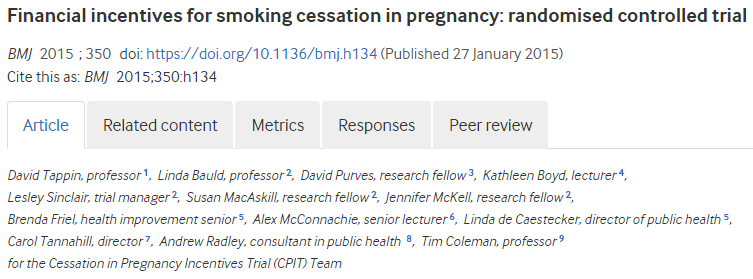 Financial incentives for smoking cessation in pregnancy: randomised controlled trial
BMJ 2015 ; 350 doi: https://doi.org/10.1136/bmj.h134 (Published 27 January 2015)
Cite this as: BMJ 2015;350:h134
Article Related content Metrics Responses Peer review
David Tappin, professor 1, Linda Bauld, professor 2, David Purves, research fellow 3, Kathleen Boyd, lecturer 4,
Lesley Sinclair, trial manager 2, Susan MacAskill, research fellow 2, Jennifer McKell, research fellow 2,
Brenda Friel, health improvement senior 5, Alex McConnachie, senior lecturer 6, Linda de Caestecker, director of public health 5,
Carol Tannahill, director 7, Andrew Radley, consultant in public health 8, Tim Coleman, professor 9
for the Cessation in Pregnancy Incentives Trial (CPIT) Team